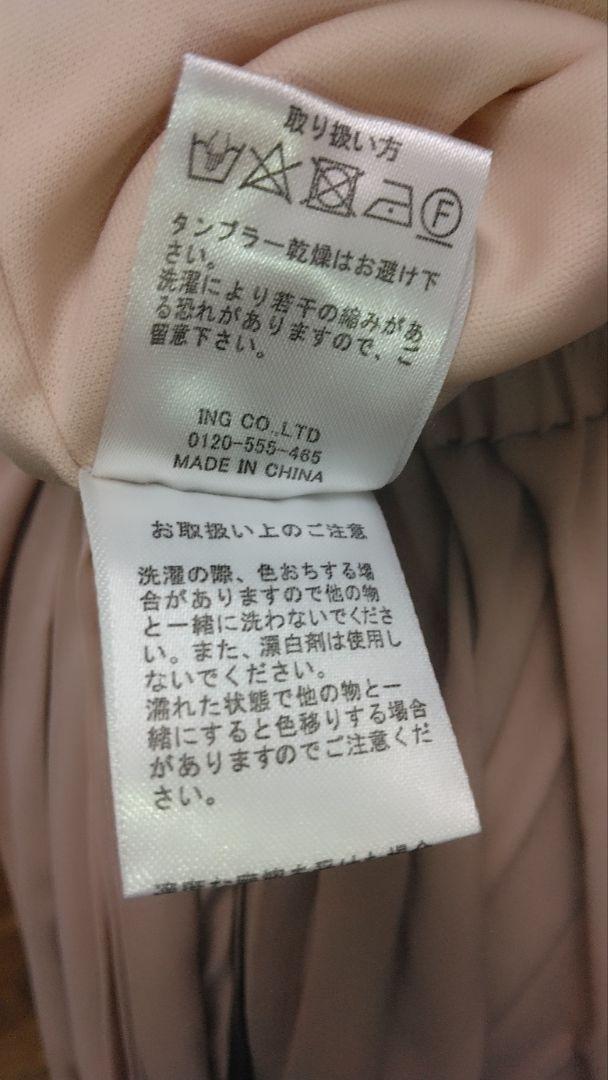 取り扱い方
F
タンブラー乾燥はお避け下
さい。
洗濯により若干の縮みがあ
る恐れがありますので、ご
留意下さい。
ING CO.,LTD
0120-555-465
MADE IN CHINA
お取扱い上のご注意
洗濯の際、色おちする場
合がありますので他の物
と一緒に洗わないでくださ
い。また、漂白剤は使用し
ないでください。
濡れた状態で他の物と一
緒にすると色移りする場合
がありますのでご注意くだ
さい。